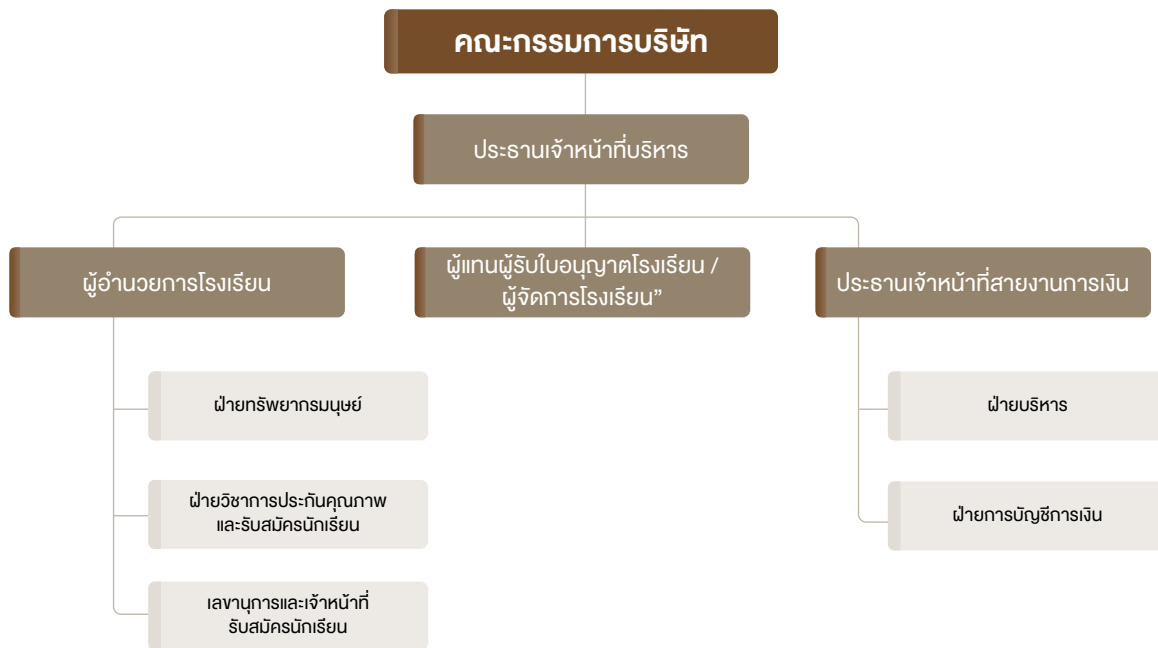 คณะกรรมการบริษัท
ประธานเจ้าหน้าที่บริหาร
ผู้อำนวยการโรงเรียน
ผู้แทนผู้รับใบอนุญาตโรงเรียน /
ผู้จัดการโรงเรียน”
ประธานเจ้าหน้าที่สายงานการเงิน
ฝ่ายทรัพยากรมนุษย์
ฝ่ายวิชาการประกันคุณภาพ
และรับสมัครนักเรียน
เลขานุการและเจ้าหน้าที่
รับสมัครนักเรียน
ฝ่ายบริหาร
ฝ่ายการบัญชีการเงิน